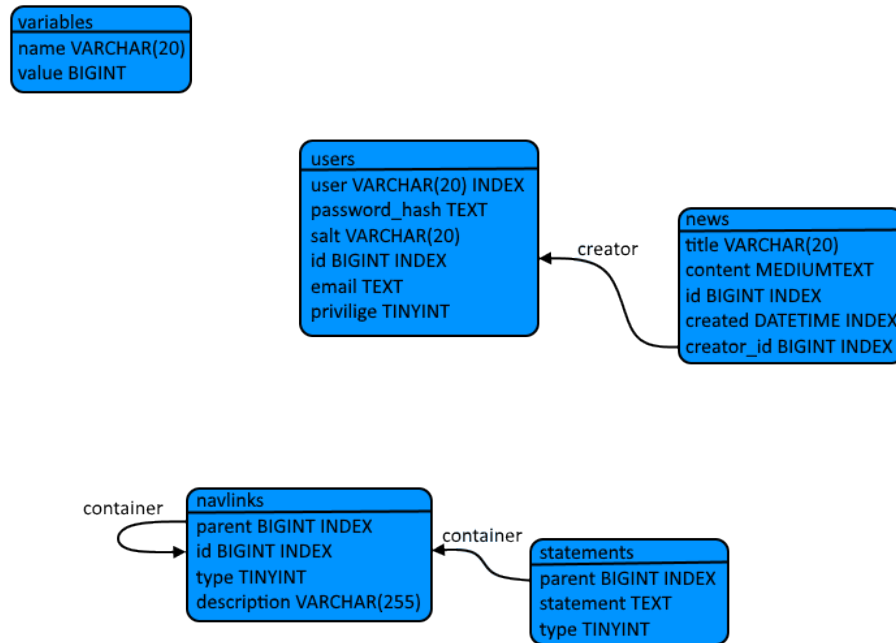 variables
name VARCHAR(20)
value BIGINT
users
user VARCHAR(20) INDEX
password_hash TEXT
salt VARCHAR(20)
id BIGINT INDEX
email TEXT
privilige TINYINT
creator
news
title VARCHAR(20)
content MEDIUMTEXT
id BIGINT INDEX
created DATETIME INDEX
creator_id BIGINT INDEX
container
navlinks
parent BIGINT INDEX
id BIGINT INDEX
type TINYINT
description VARCHAR(255)
container
statements
parent BIGINT INDEX
statement TEXT
type TINYINT